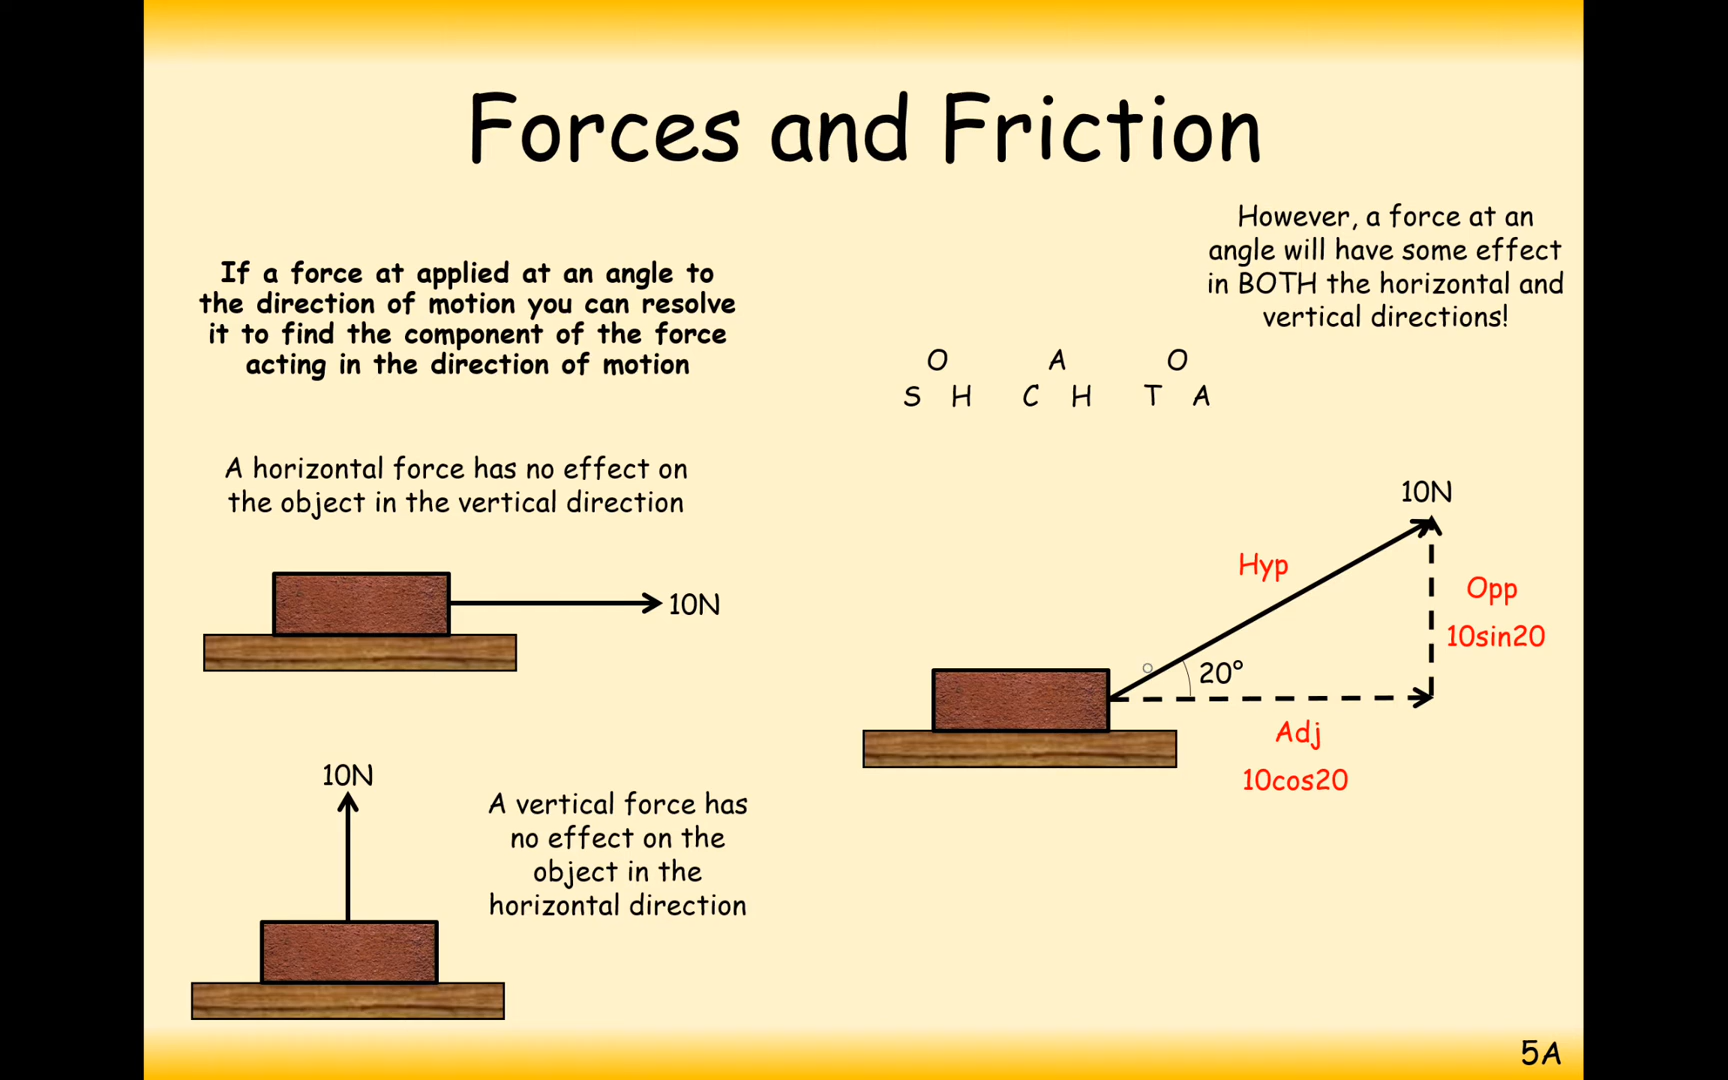 Forces and Friction
If a force at applied at an angle to
the direction of motion you can resolve
it to find the component of the force
acting in the direction of motion
However, a force at an
angle will have some effect
in BOTH the horizontal and
vertical directions!
O A O
S H C H T A
A horizontal force has no effect on
the object in the vertical direction
10N
10N
A vertical force has
no effect on the
object in the
horizontal direction
10N
Hyp
Opp
10sin20
20°
Adj
10cos20
5A